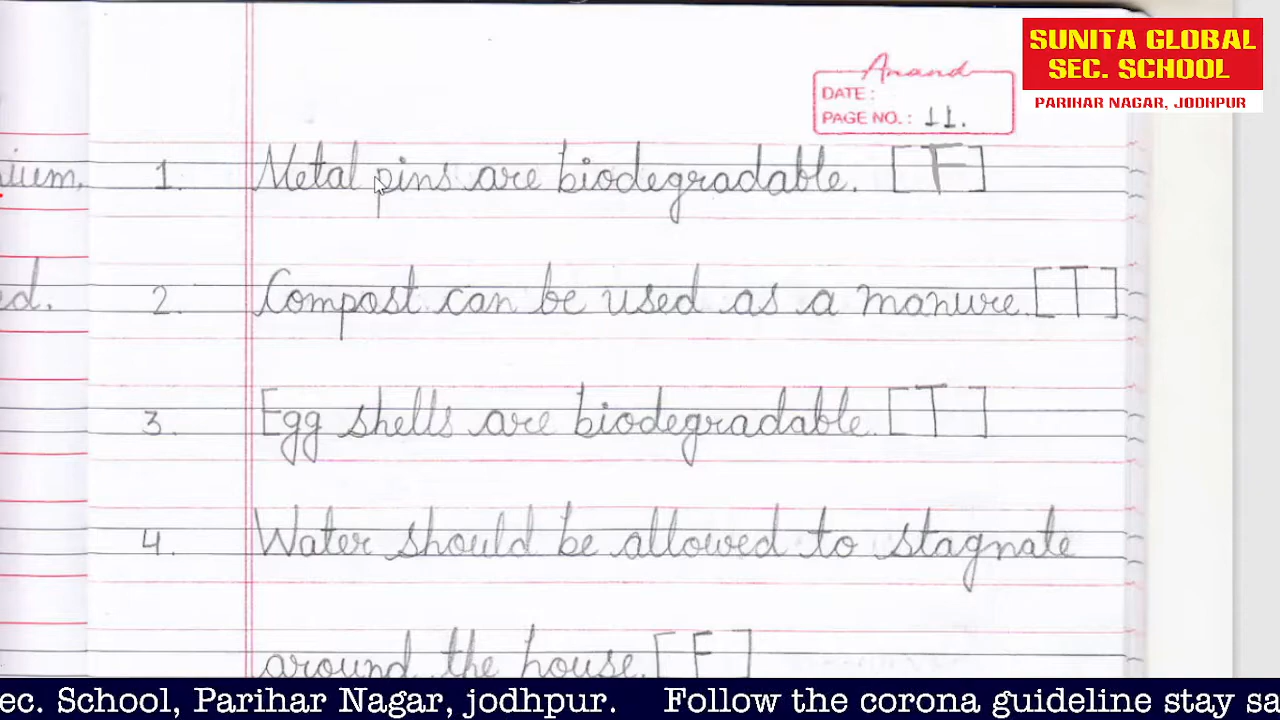 SUNITA GLOBAL
SEC. SCHOOL
PARIHAR NAGAR, JODHPUR
Anand
DATE :
PAGE NO. : 11.
ium.
1. Metal pins are biodegradable. [F]
ed.
2. Compost can be used as a manure. [T]
3. Egg shells are biodegradable. [T]
4. Water should be allowed to stagnate
around the house. [F]
ec. School, Parihar Nagar, jodhpur. Follow the corona guideline stay sa